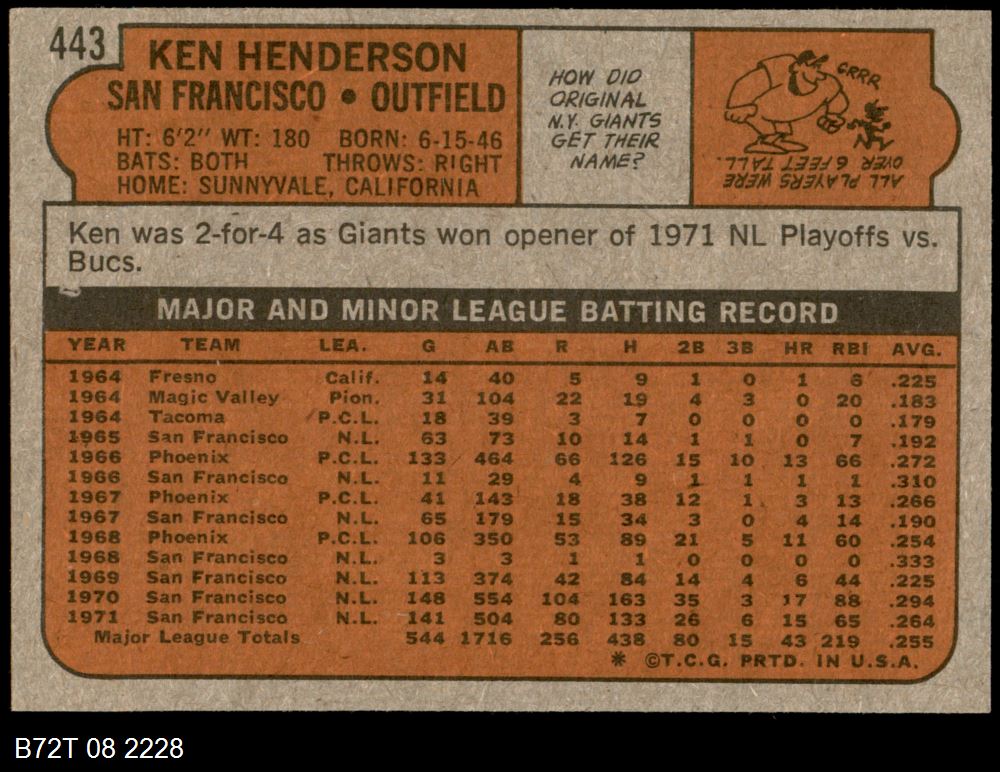 443
KEN HENDERSON
SAN FRANCISCO • OUTFIELD
HT: 6'2" WT: 180 BORN: 6-15-46
BATS: BOTH THROWS: RIGHT
HOME: SUNNYVALE, CALIFORNIA
HOW DID
ORIGINAL
N.Y. GIANTS
GET THEIR
NAME?
GRRR
ALL PLAYERS WERE
OVER 6 FEET TALL.
Ken was 2-for-4 as Giants won opener of 1971 NL Playoffs vs.
Bucs.
MAJOR AND MINOR LEAGUE BATTING RECORD
YEAR TEAM LEA. G AB R H 2B 3B HR RBI AVG.
1964 Fresno Calif. 14 40 5 9 1 0 1 6 .225
1964 Magic Valley Pion. 31 104 22 19 4 3 0 20 .183
1964 Tacoma P.C.L. 18 39 3 7 0 0 0 0 .179
1965 San Francisco N.L. 63 73 10 14 1 1 0 7 .192
1966 Phoenix P.C.L. 133 464 66 126 15 10 13 66 .272
1966 San Francisco N.L. 11 29 4 9 1 1 1 1 .310
1967 Phoenix P.C.L. 41 143 18 38 12 1 3 13 .266
1967 San Francisco N.L. 65 179 15 34 3 0 4 14 .190
1968 Phoenix P.C.L. 106 350 53 89 21 5 11 60 .254
1968 San Francisco N.L. 3 3 1 1 0 0 0 0 .333
1969 San Francisco N.L. 113 374 42 84 14 4 6 44 .225
1970 San Francisco N.L. 148 554 104 163 35 3 17 88 .294
1971 San Francisco N.L. 141 504 80 133 26 6 15 65 .264
Major League Totals 544 1716 256 438 80 15 43 219 .255
* ©T.C.G. PRTD. IN U.S.A.
B72T 08 2228